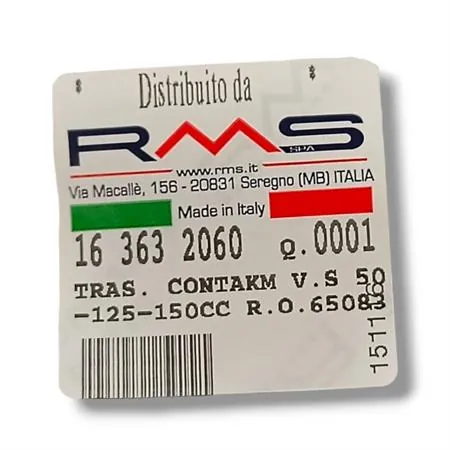 * *
Distribuito da
RMS
SPA
www.rms.it
Via Macallè, 156 - 20831 Seregno (MB) ITALIA
Made in Italy
16 363 2060 Q.0001
TRAS. CONTAKM V.S 50
-125-150CC R.O.65083